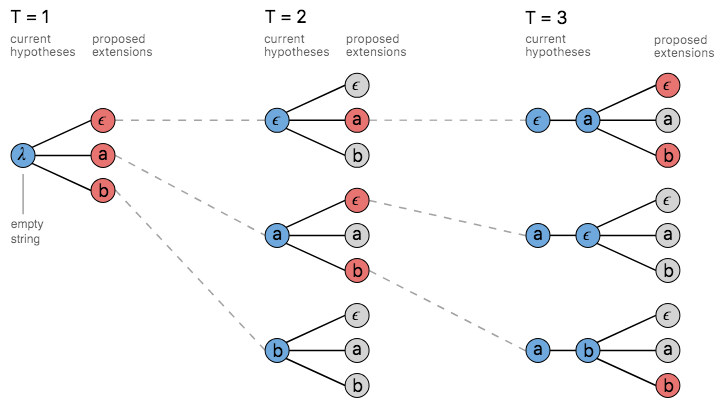 T = 1
T = 2
T = 3
current hypotheses
proposed extensions
current hypotheses
proposed extensions
current hypotheses
proposed extensions
λ
ϵ
a
b
empty
string
ϵ
ϵ
a
b
a
ϵ
a
b
b
ϵ
a
b
ϵ
a
ϵ
a
b
a
ϵ
ϵ
a
b
a
b
ϵ
a
b